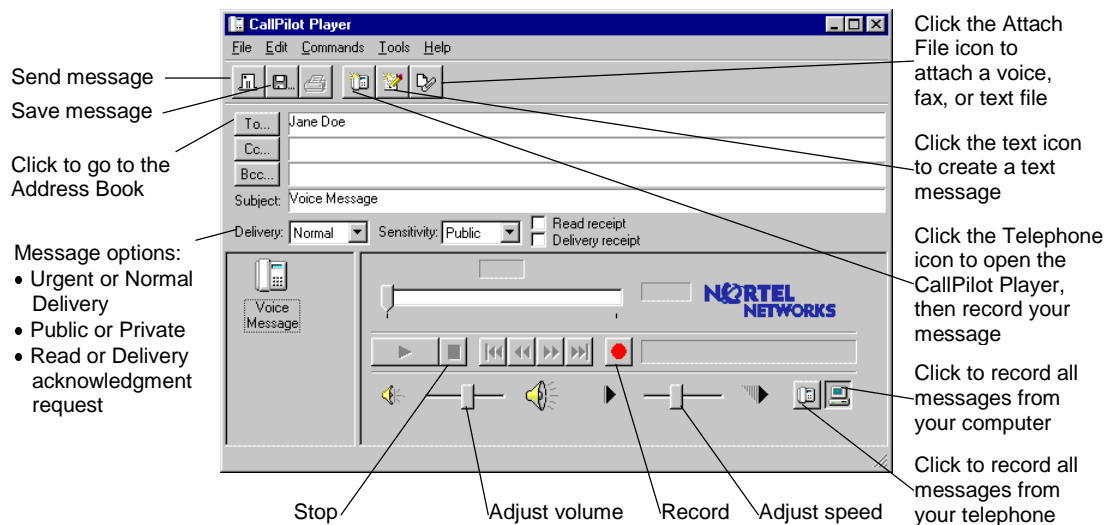 CallPilot Player
File Edit Commands Tools Help
Send message
Save message
Click to go to the
Address Book
Message options:
• Urgent or Normal
Delivery
• Public or Private
• Read or Delivery
acknowledgment
request
To...
Jane Doe
Cc...
Bcc...
Subject: Voice Message
Delivery: Normal Sensitivity: Public
Read receipt
Delivery receipt
Voice
Message
NORTEL
NETWORKS
Click the Attach
File icon to
attach a voice,
fax, or text file
Click the text icon
to create a text
message
Click the Telephone
icon to open the
CallPilot Player,
then record your
message
Click to record all
messages from
your computer
Click to record all
messages from
your telephone
Stop
Adjust volume
Record
Adjust speed